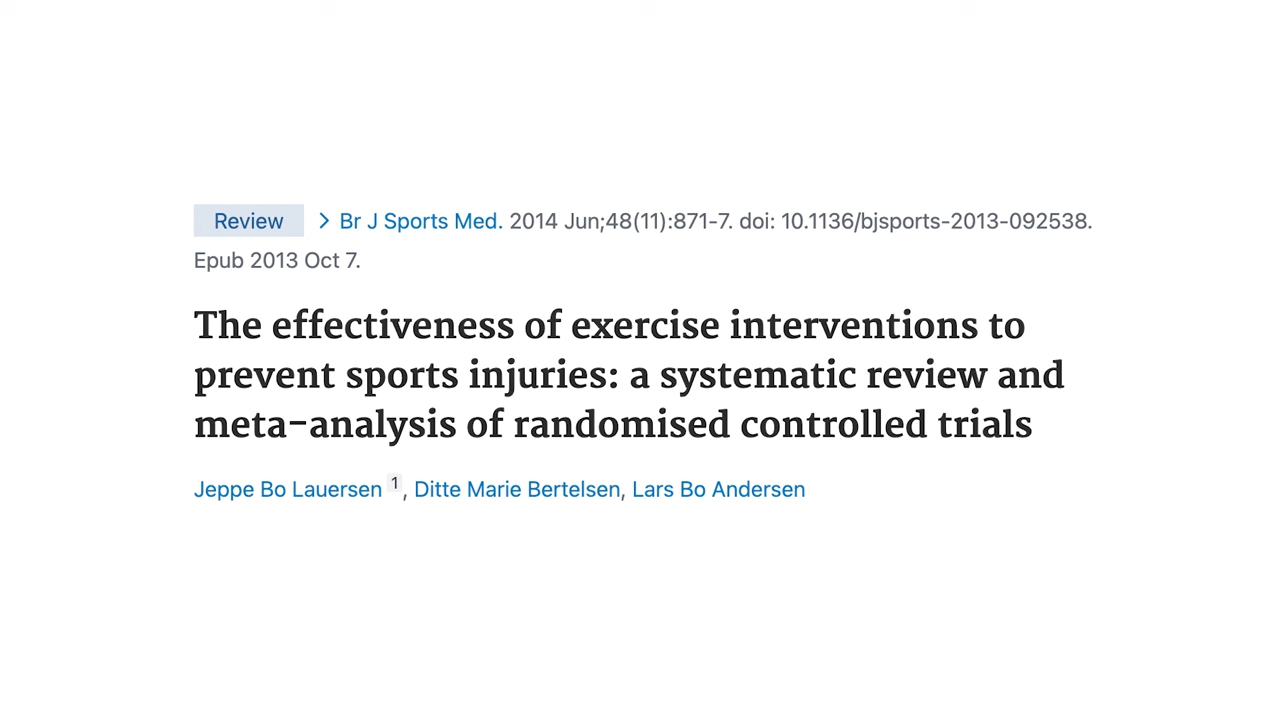 Review > Br J Sports Med. 2014 Jun;48(11):871-7. doi: 10.1136/bjsports-2013-092538.
Epub 2013 Oct 7.
The effectiveness of exercise interventions to
prevent sports injuries: a systematic review and
meta-analysis of randomised controlled trials
Jeppe Bo Lauersen 1, Ditte Marie Bertelsen, Lars Bo Andersen